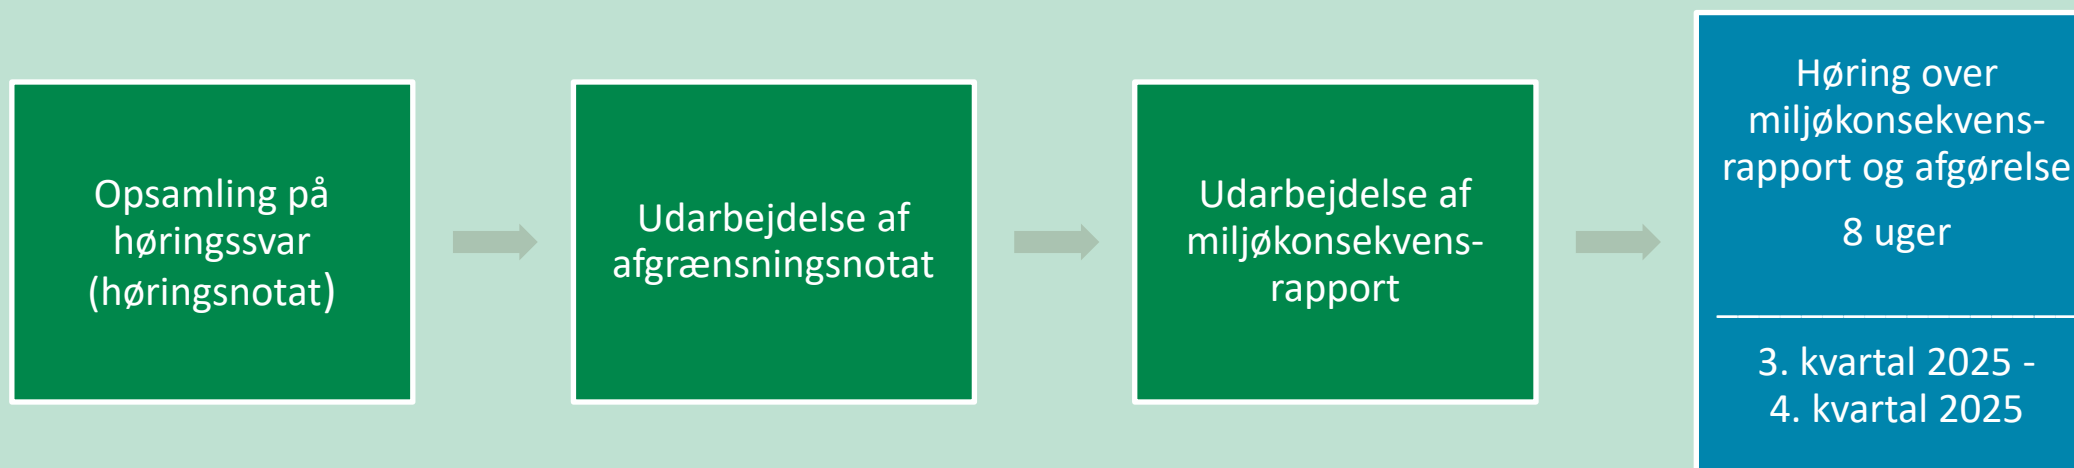 Opsamling på
høringssvar
(høringsnotat)
Udarbejdelse af
afgrænsningsnotat
Udarbejdelse af
miljøkonsekvens-
rapport
Høring over
miljøkonsekvens-
rapport og afgørelse
8 uger
3. kvartal 2025 -
4. kvartal 2025